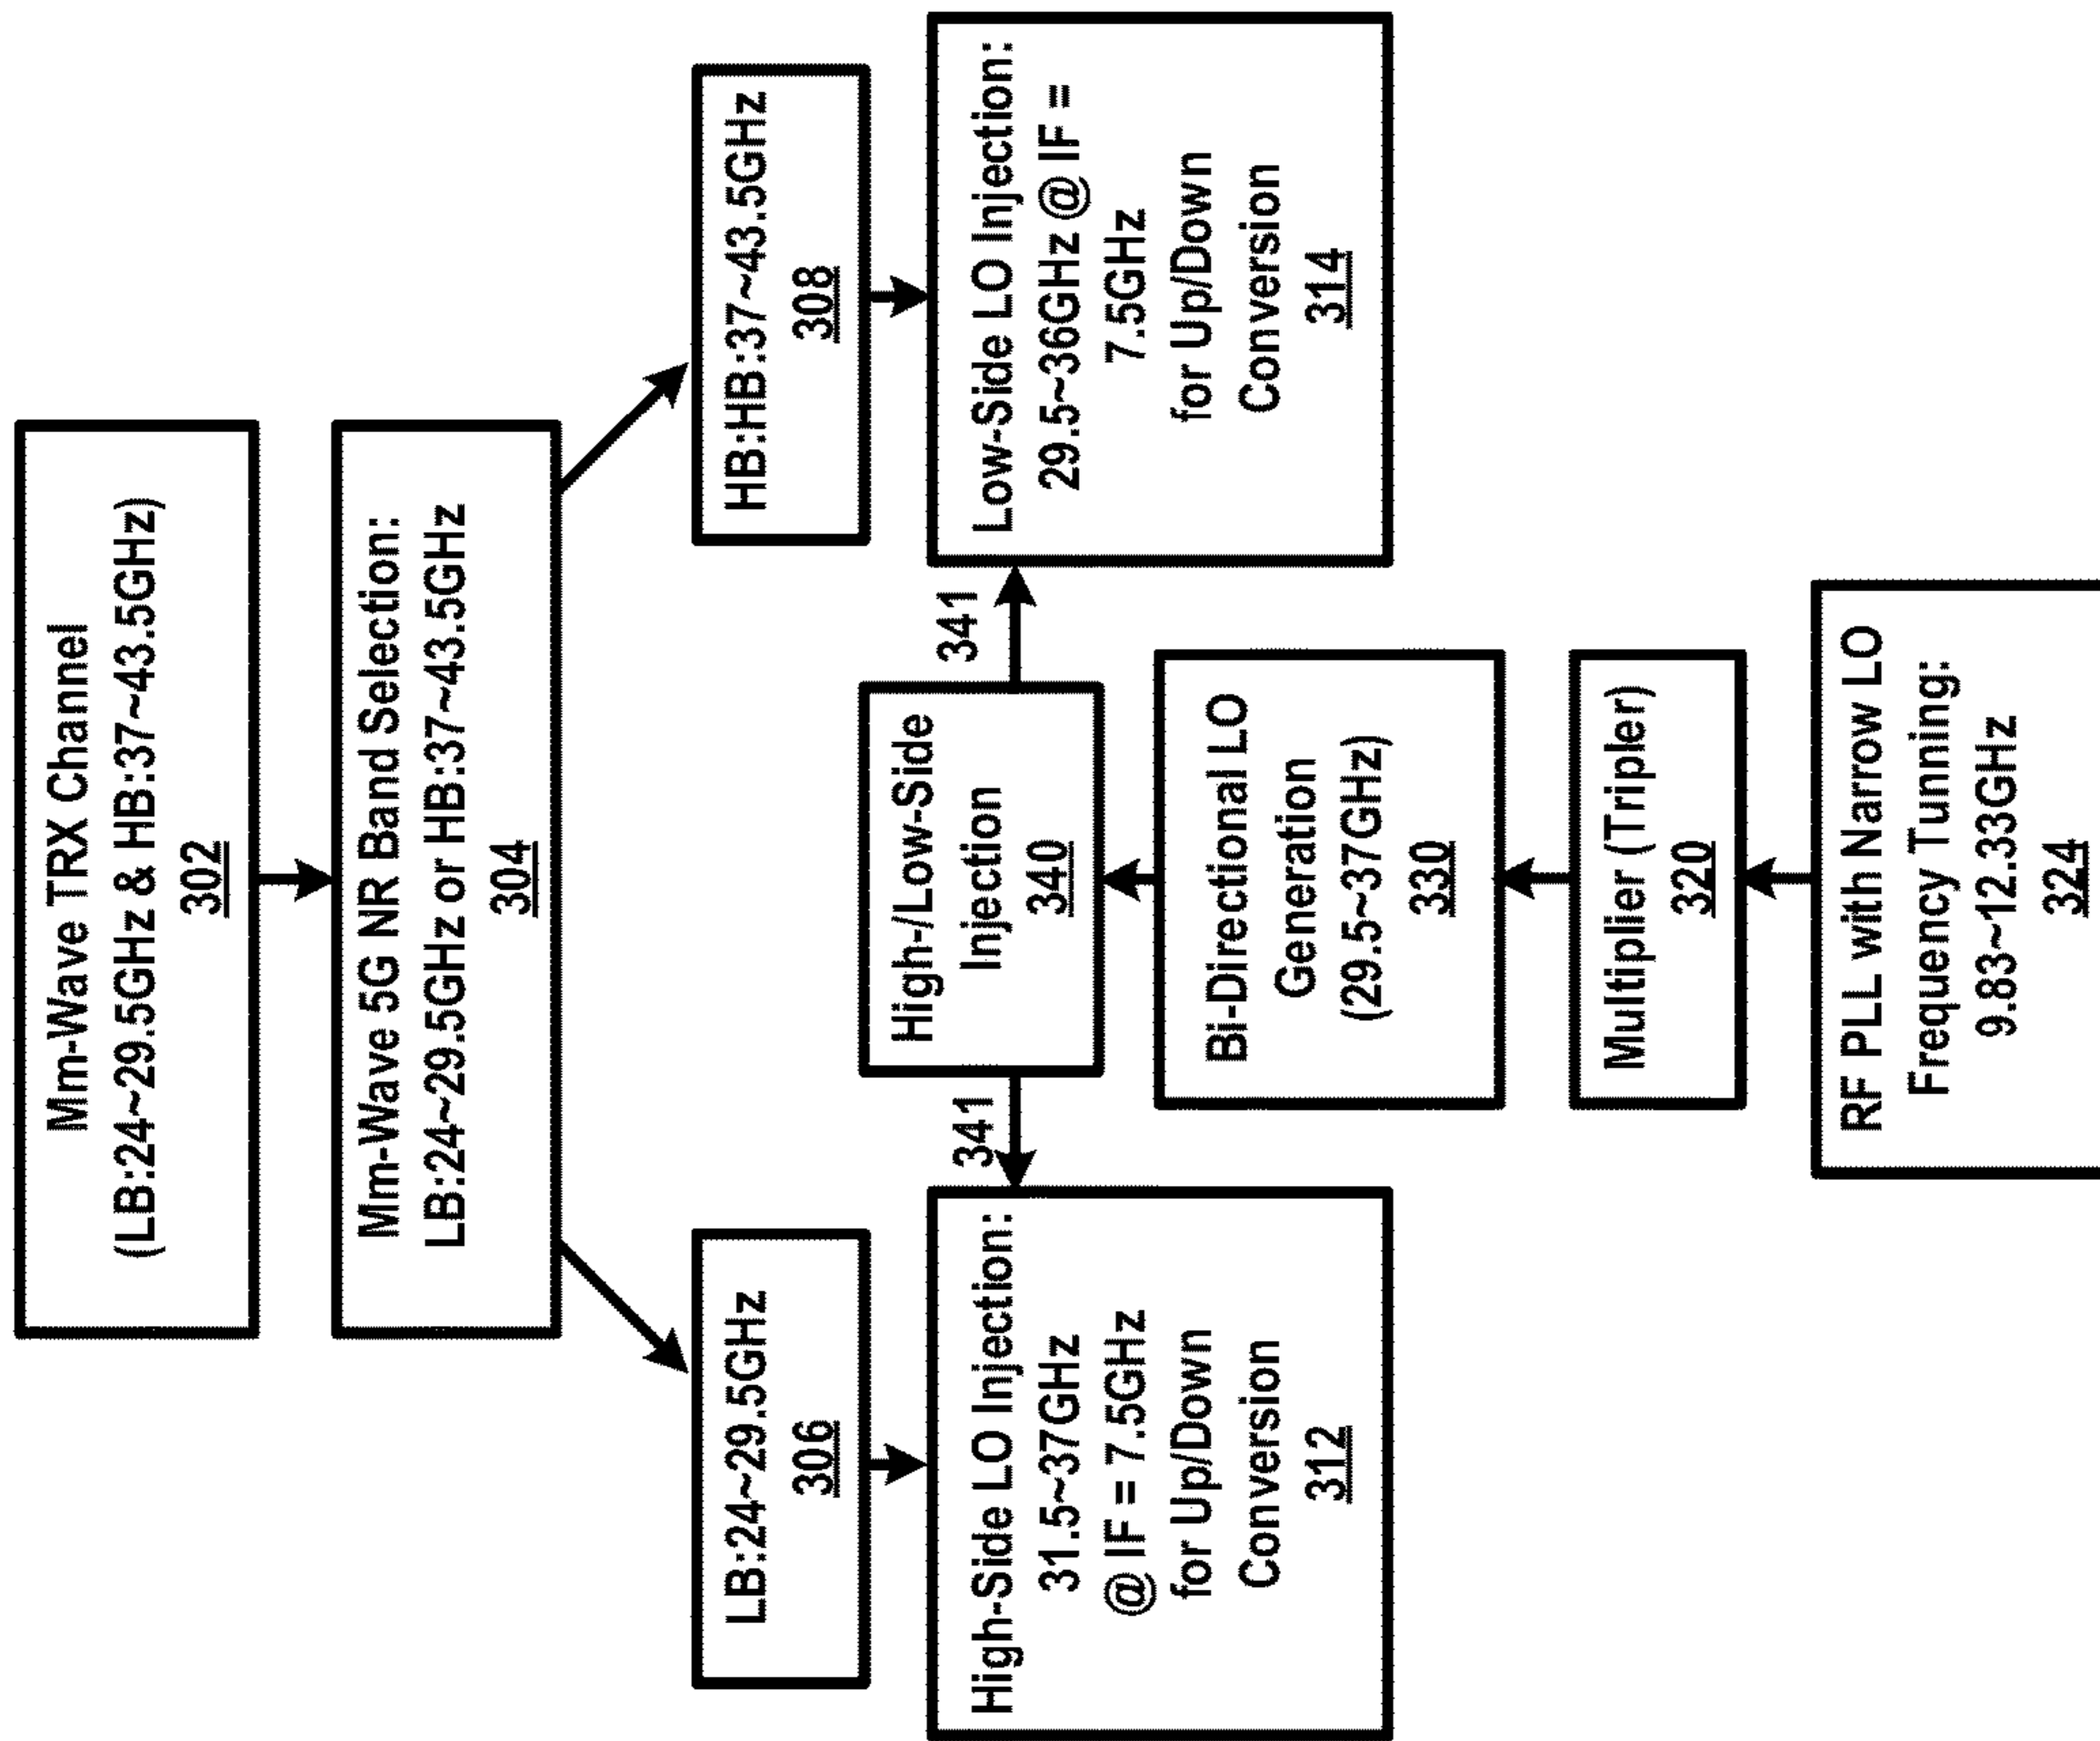 Mm-Wave TRX Channel
(LB:24~29.5GHz & HB:37~43.5GHz)
302
Mm-Wave 5G NR Band Selection:
LB:24~29.5GHz or HB:37~43.5GHz
304
LB:24~29.5GHz
306
HB:HB:37~43.5GHz
308
High-Side LO Injection:
31.5~37GHz
@ IF = 7.5GHz
for Up/Down
Conversion
312
341
High-/Low-Side
Injection
340
341
Low-Side LO Injection:
29.5~36GHz @ IF =
7.5GHz
for Up/Down
Conversion
314
Bi-Directional LO
Generation
(29.5~37GHz)
330
Multiplier (Tripler)
320
RF PLL with Narrow LO
Frequency Tunning:
9.83~12.33GHz
324